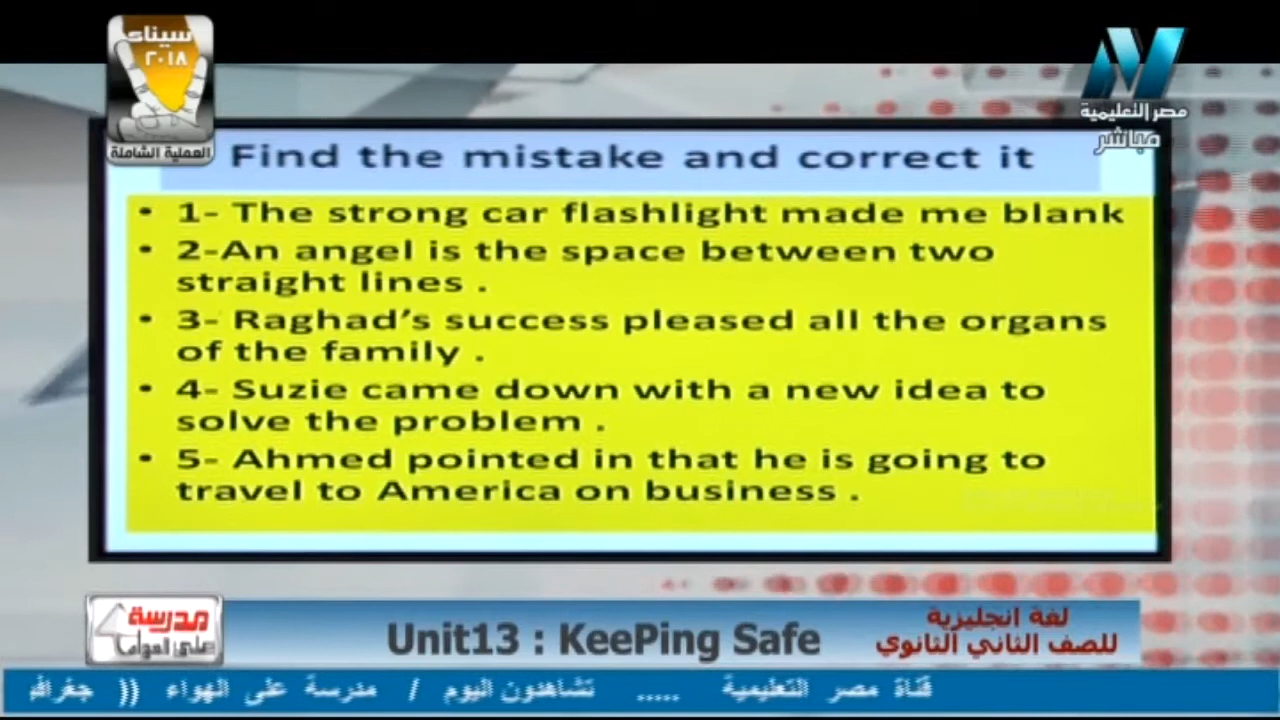 سيناء
٢٠١٨
العملية الشاملة
مصر التعليمية
مباشر
Find the mistake and correct it
• 1- The strong car flashlight made me blank
• 2-An angel is the space between two
straight lines .
• 3- Raghad’s success pleased all the organs
of the family .
• 4- Suzie came down with a new idea to
solve the problem .
• 5- Ahmed pointed in that he is going to
travel to America on business .
مدرسة
على الهواء
Unit13 : KeePing Safe
لغة انجليزية
للصف الثاني الثانوي
قناة مصر التعليمية ..... تشاهدون اليوم / مدرسة على الهواء (( جغراف